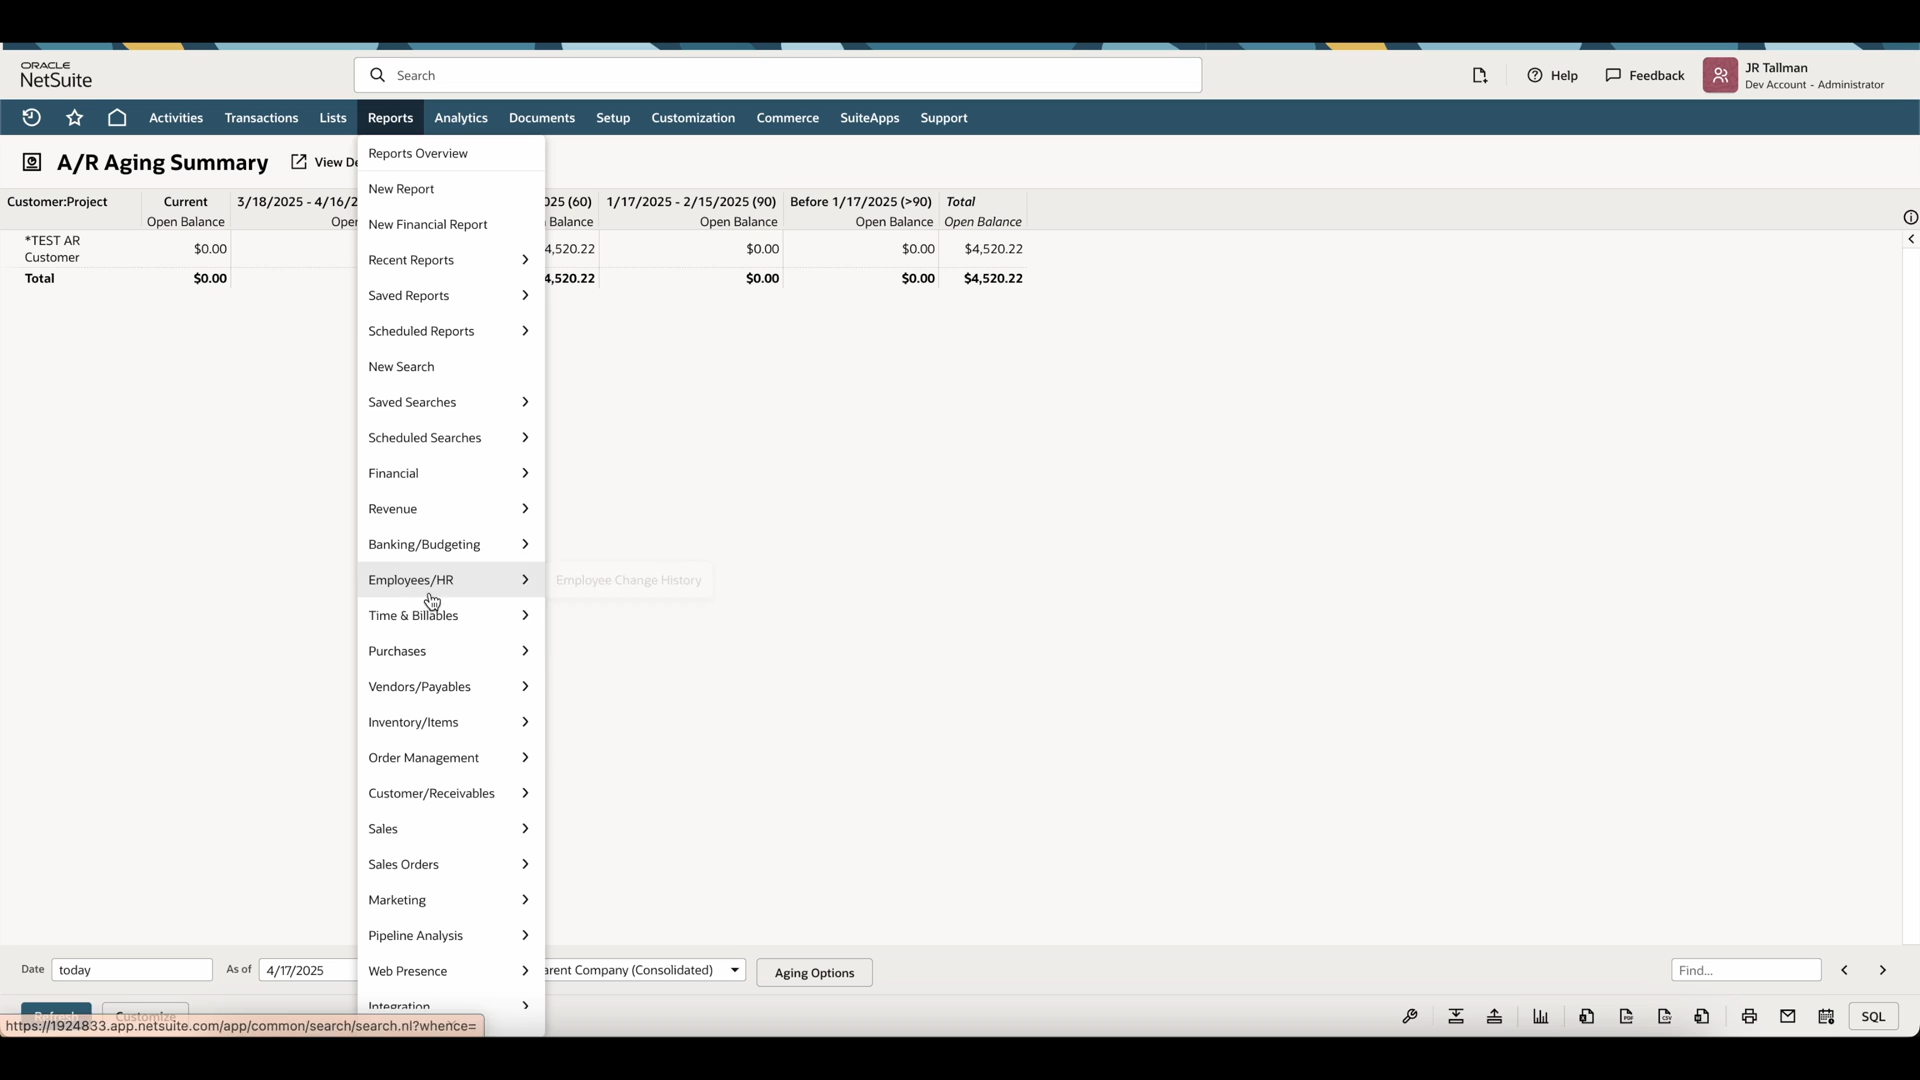 ORACLE
NetSuite
Search
Help
Feedback
JR Tallman
Dev Account - Administrator
Activities
Transactions
Lists
Reports
Analytics
Documents
Setup
Customization
Commerce
SuiteApps
Support
A/R Aging Summary
View De
Customer:Project
Current
3/18/2025 - 4/16/2
025 (60)
1/17/2025 - 2/15/2025 (90)
Before 1/17/2025 (>90)
Total
Open Balance
Open
Balance
Open Balance
Open Balance
Open Balance
*TEST AR
Customer
$0.00
4,520.22
$0.00
$0.00
$4,520.22
Total
$0.00
4,520.22
$0.00
$0.00
$4,520.22
Reports Overview
New Report
New Financial Report
Recent Reports
Saved Reports
Scheduled Reports
New Search
Saved Searches
Scheduled Searches
Financial
Revenue
Banking/Budgeting
Employees/HR
Employee Change History
Time & Billables
Purchases
Vendors/Payables
Inventory/Items
Order Management
Customer/Receivables
Sales
Sales Orders
Marketing
Pipeline Analysis
Web Presence
Integration
Date
today
As of
4/17/2025
arent Company (Consolidated)
Aging Options
Find...
Refresh
Customize
SQL
https://1924833.app.netsuite.com/app/common/search/search.nl?whence=